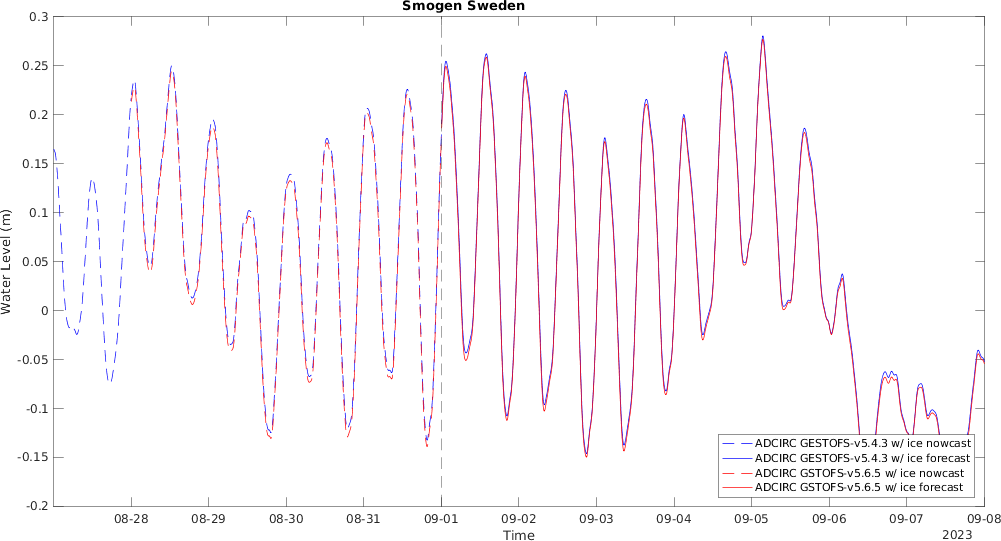 Smogen Sweden
0.3
0.25
0.2
0.15
0.1
0.05
0
-0.05
-0.1
-0.15
-0.2
Water Level (m)
ADCIRC GESTOFS-v5.4.3 w/ ice nowcast
ADCIRC GESTOFS-v5.4.3 w/ ice forecast
ADCIRC GSTOFS-v5.6.5 w/ ice nowcast
ADCIRC GSTOFS-v5.6.5 w/ ice forecast
08-28 08-29 08-30 08-31 09-01 09-02 09-03 09-04 09-05 09-06 09-07 09-08
Time
2023